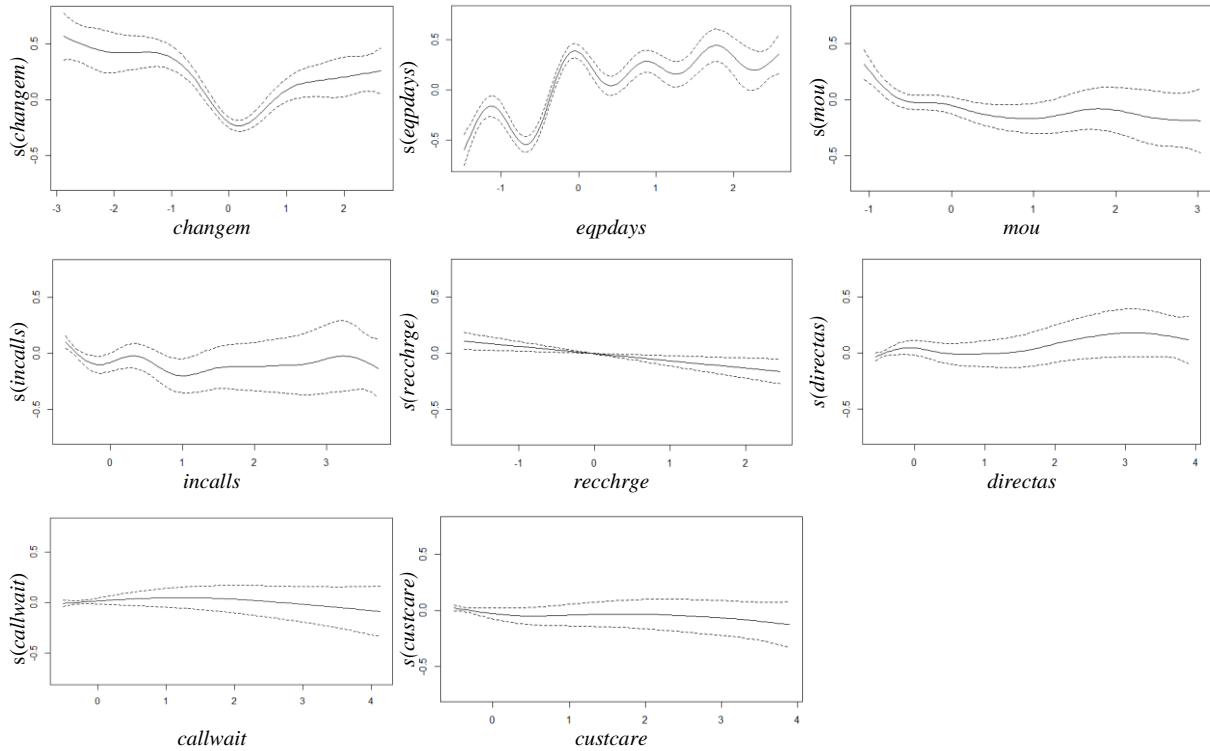 s(changem)
0.5
0.0
-0.5
-3 -2 -1 0 1 2
changem
s(eqpdays)
0.5
0.0
-0.5
-1 0 1 2
eqpdays
s(mou)
0.5
0.0
-0.5
-1 0 1 2 3
mou
s(incalls)
0.5
0.0
-0.5
0 1 2 3
incalls
s(recchrge)
0.5
0.0
-0.5
-1 0 1 2
recchrge
s(directas)
0.5
0.0
-0.5
0 1 2 3 4
directas
s(callwait)
0.5
0.0
-0.5
0 1 2 3 4
callwait
s(custcare)
0.5
0.0
-0.5
0 1 2 3 4
custcare